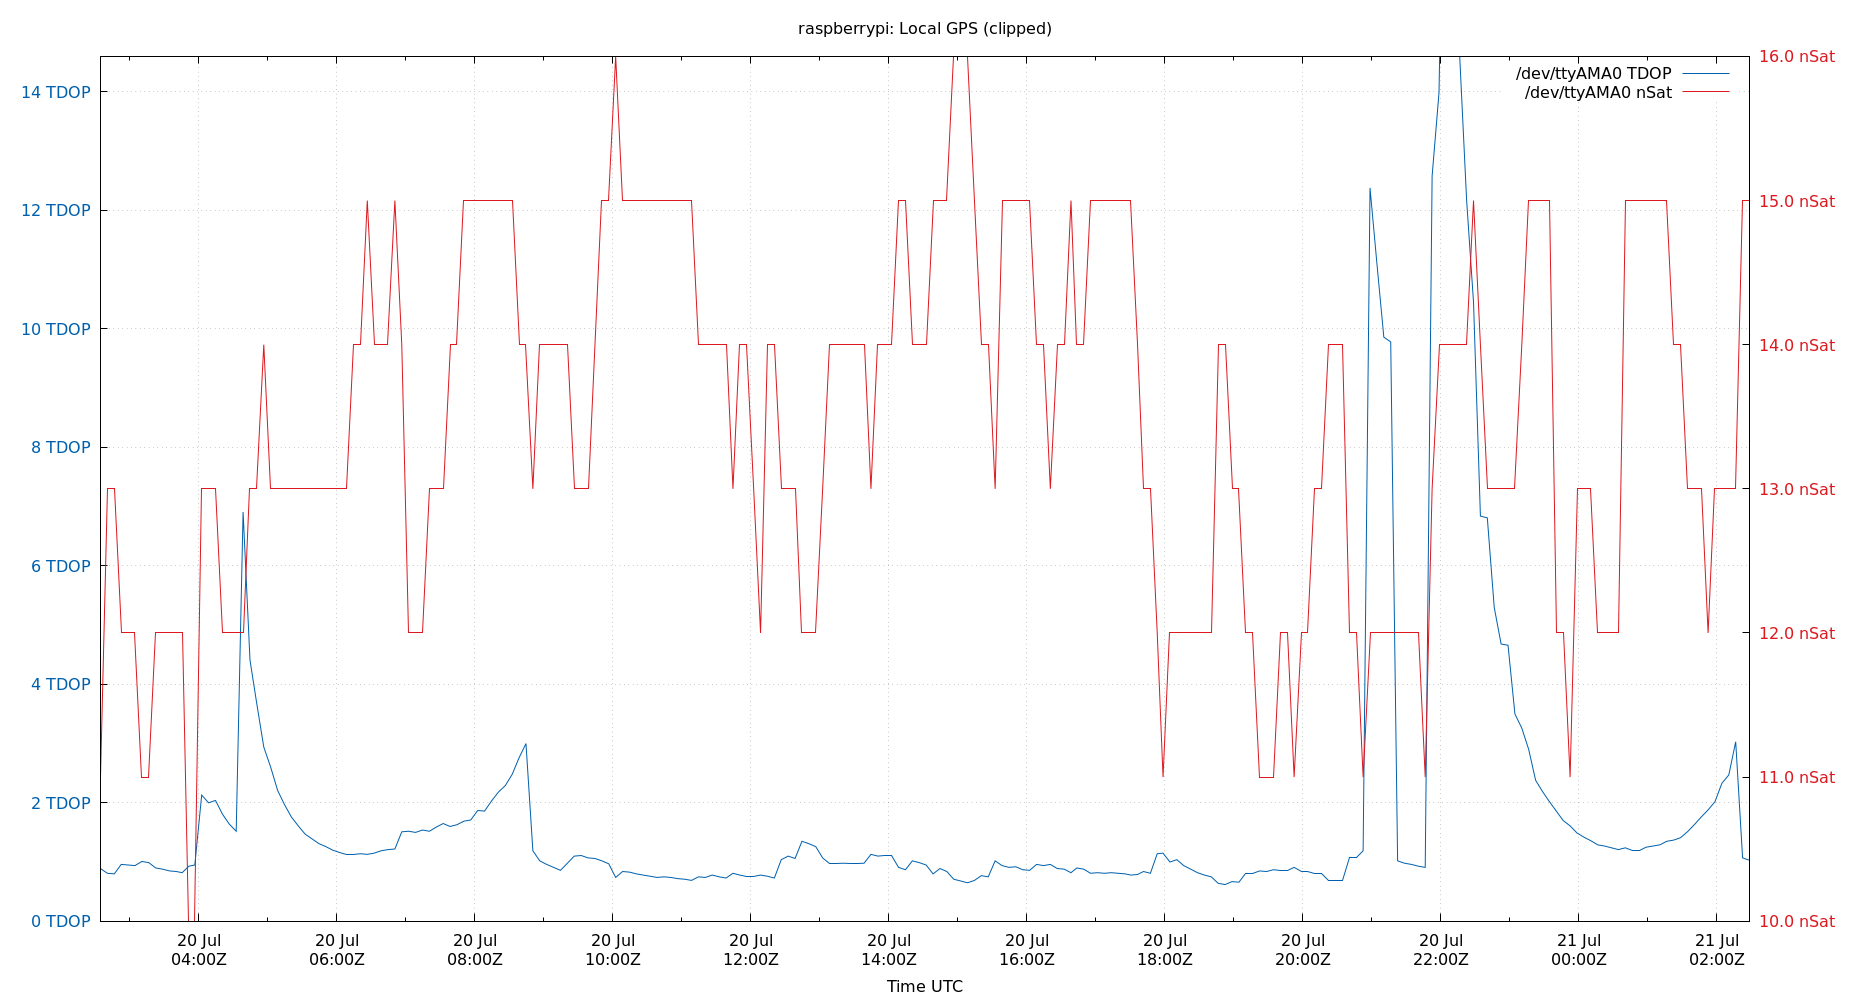 raspberrypi: Local GPS (clipped)
/dev/ttyAMA0 TDOP
/dev/ttyAMA0 nSat
14 TDOP
12 TDOP
10 TDOP
8 TDOP
6 TDOP
4 TDOP
2 TDOP
0 TDOP
16.0 nSat
15.0 nSat
14.0 nSat
13.0 nSat
12.0 nSat
11.0 nSat
10.0 nSat
20 Jul 20 Jul 20 Jul 20 Jul 20 Jul 20 Jul 20 Jul 20 Jul 20 Jul 20 Jul 21 Jul 21 Jul
04:00Z 06:00Z 08:00Z 10:00Z 12:00Z 14:00Z 16:00Z 18:00Z 20:00Z 22:00Z 00:00Z 02:00Z
Time UTC